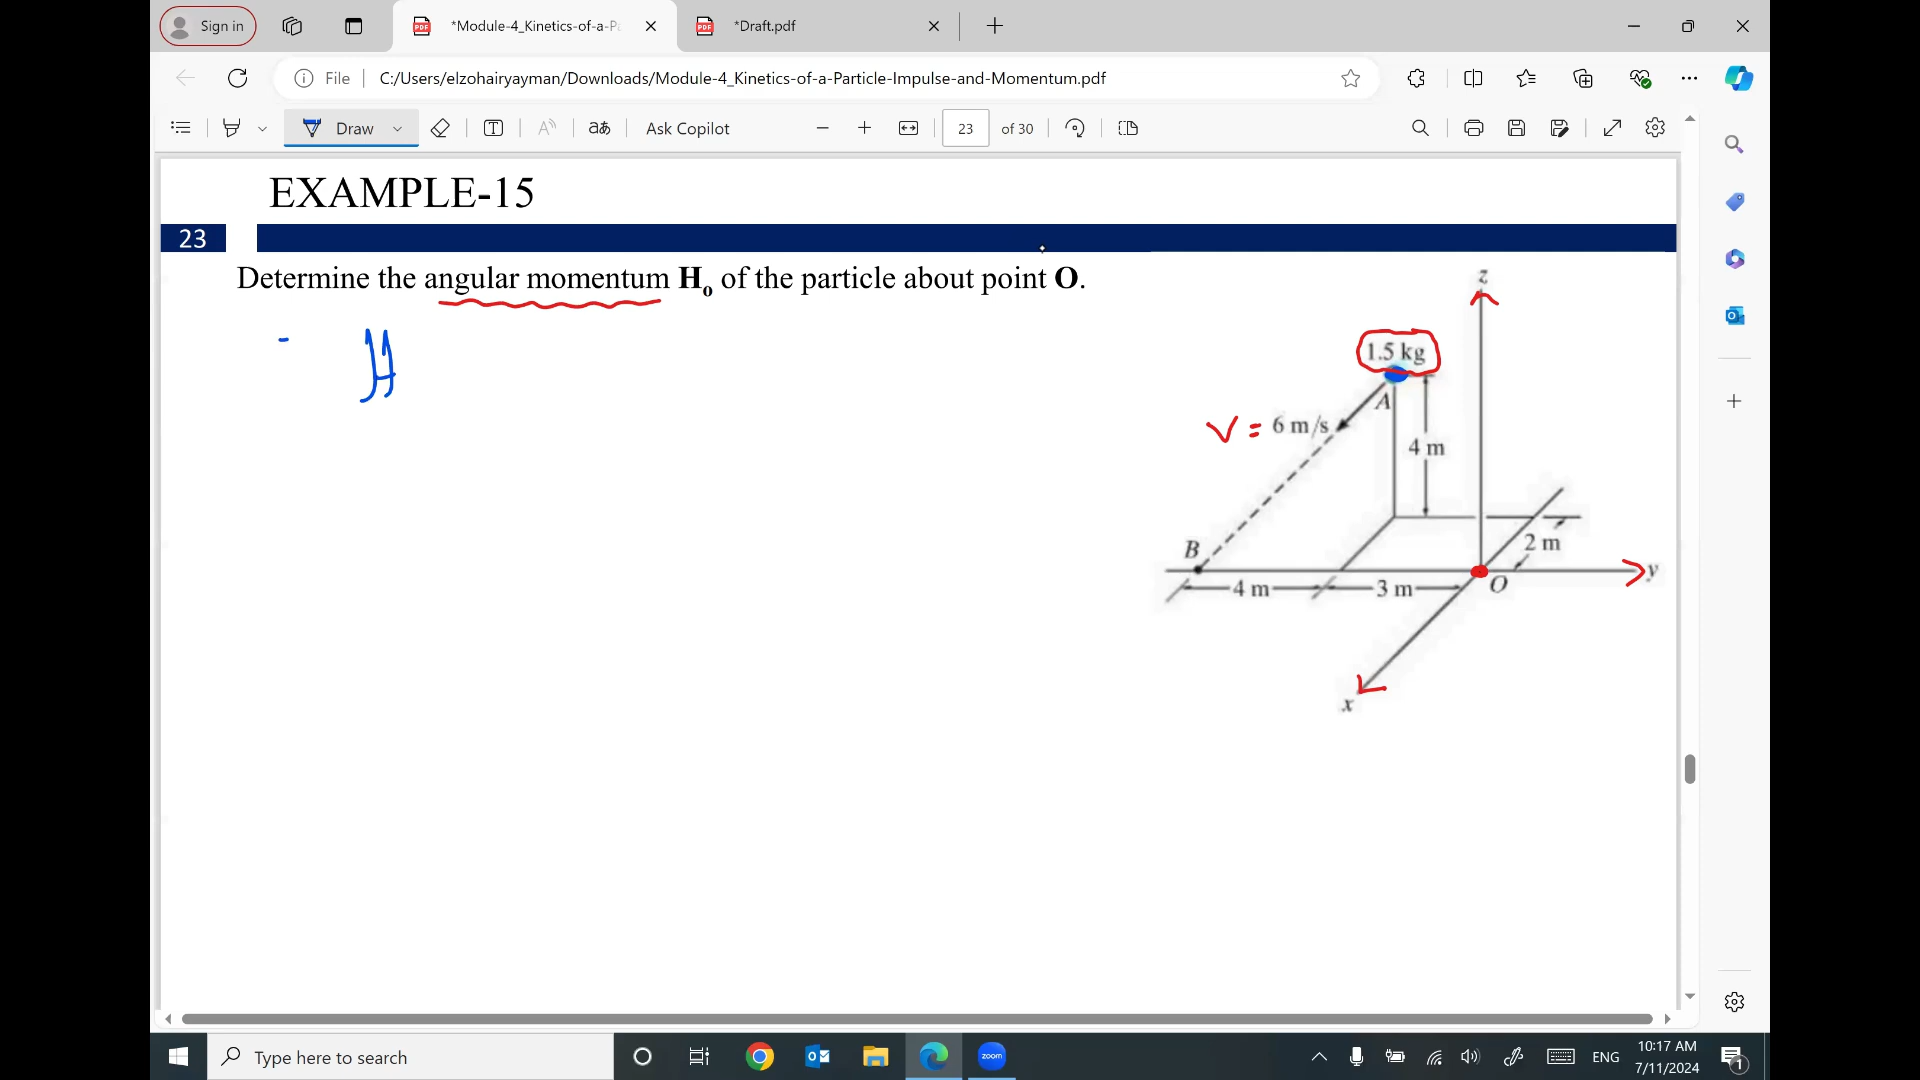 Sign in
*Module-4_Kinetics-of-a-Pa
*Draft.pdf
File
C:/Users/elzohairyayman/Downloads/Module-4_Kinetics-of-a-Particle-Impulse-and-Momentum.pdf
Draw
Ask Copilot
23
of 30
EXAMPLE-15
23
Determine the angular momentum Ho of the particle about point O.
H
z
1.5 kg
A
V = 6 m/s
4 m
B
2 m
y
4 m
3 m
O
x
Type here to search
zoom
ENG
10:17 AM
7/11/2024
1